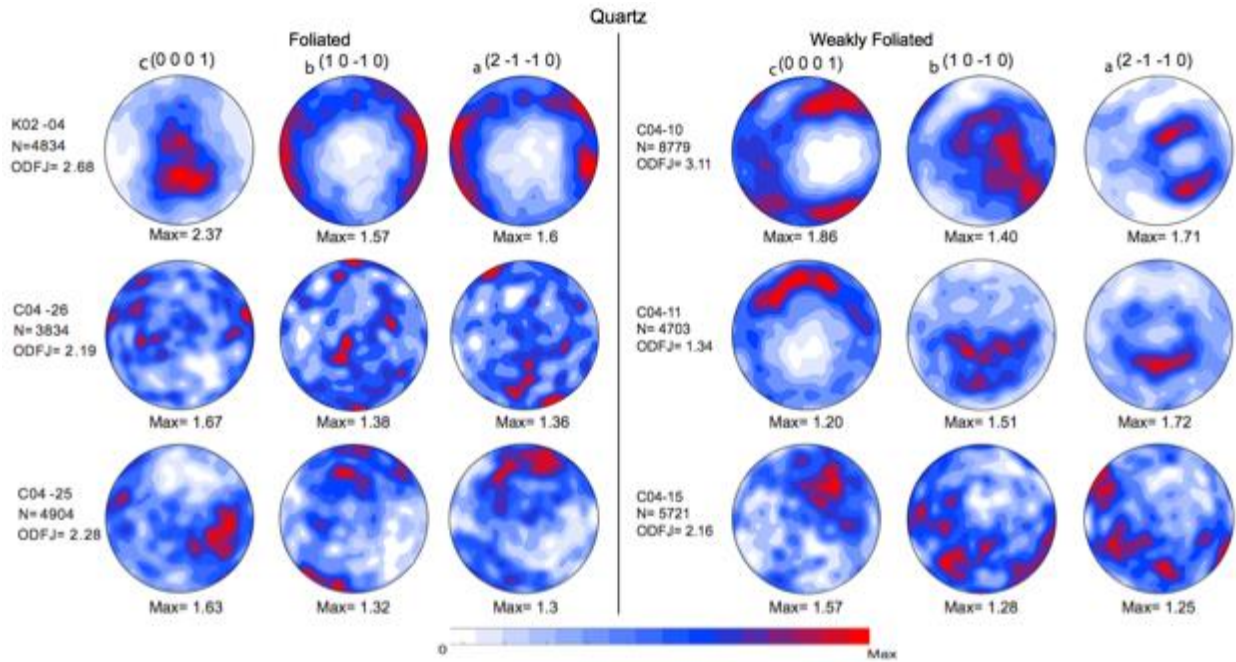 Quartz
Foliated
Weakly Foliated
c (0 0 0 1)
b (1 0 -1 0)
a (2 -1 -1 0)
c (0 0 0 1)
b (1 0 -1 0)
a (2 -1 -1 0)
K02 -04
N=4834
ODFJ= 2.68
Max= 2.37
Max= 1.57
Max= 1.6
C04-10
N= 8779
ODFJ= 3.11
Max= 1.86
Max= 1.40
Max= 1.71
C04 -26
N=3834
ODFJ= 2.19
Max= 1.67
Max= 1.38
Max= 1.36
C04-11
N= 4703
ODFJ= 1.34
Max= 1.20
Max= 1.51
Max= 1.72
C04 -25
N= 4904
ODFJ= 2.28
Max= 1.63
Max= 1.32
Max= 1.3
C04-15
N= 5721
ODFJ= 2.16
Max= 1.57
Max= 1.28
Max= 1.25
0
Max